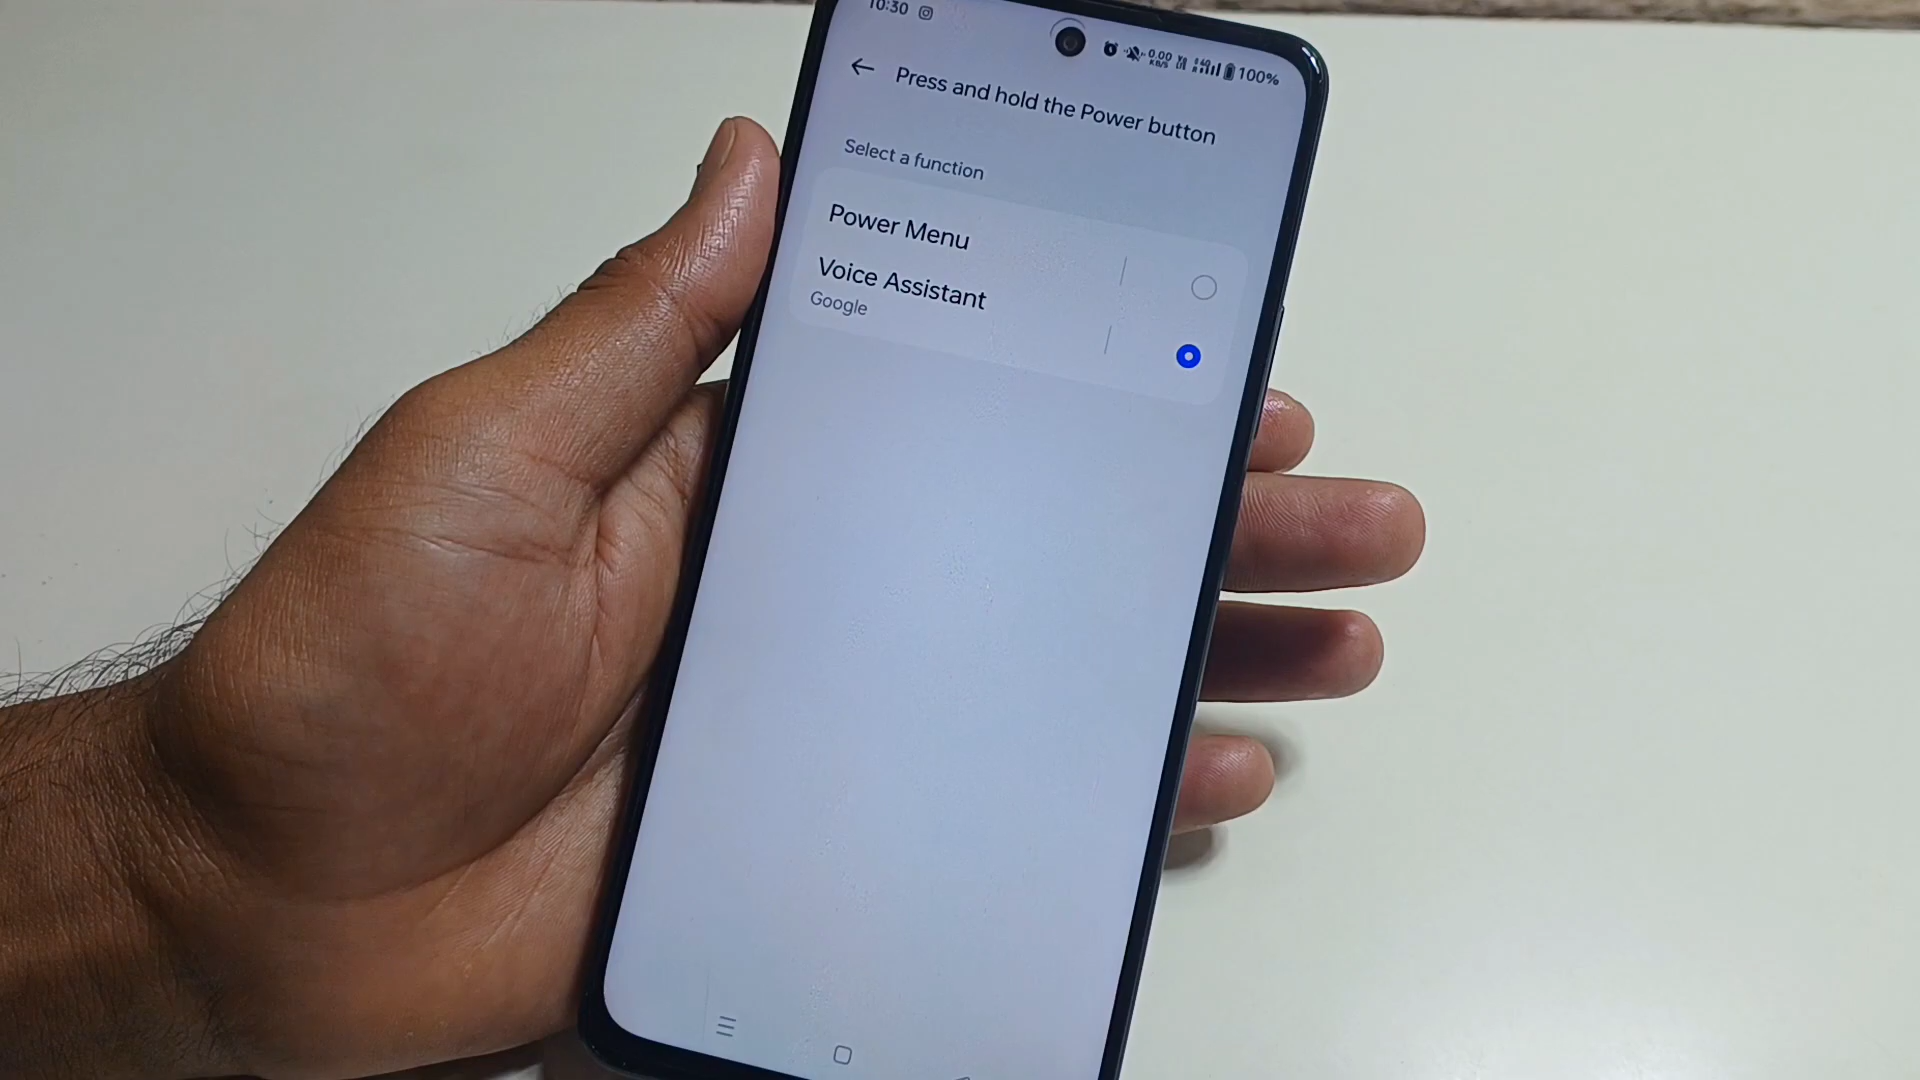 10:30
0.00
KB/S
100%
Press and hold the Power button
Select a function
Power Menu
Voice Assistant
Google